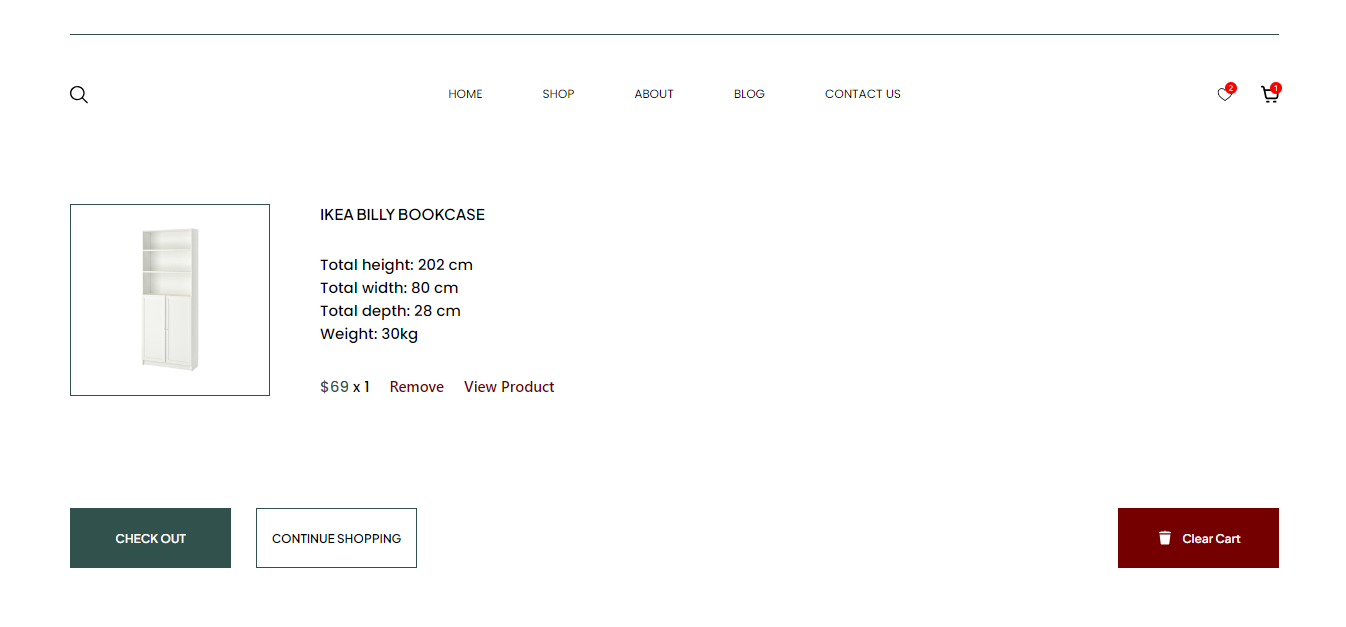 HOME SHOP ABOUT BLOG CONTACT US 2 1
IKEA BILLY BOOKCASE
Total height: 202 cm
Total width: 80 cm
Total depth: 28 cm
Weight: 30kg
$69 x 1 Remove View Product
CHECK OUT CONTINUE SHOPPING Clear Cart